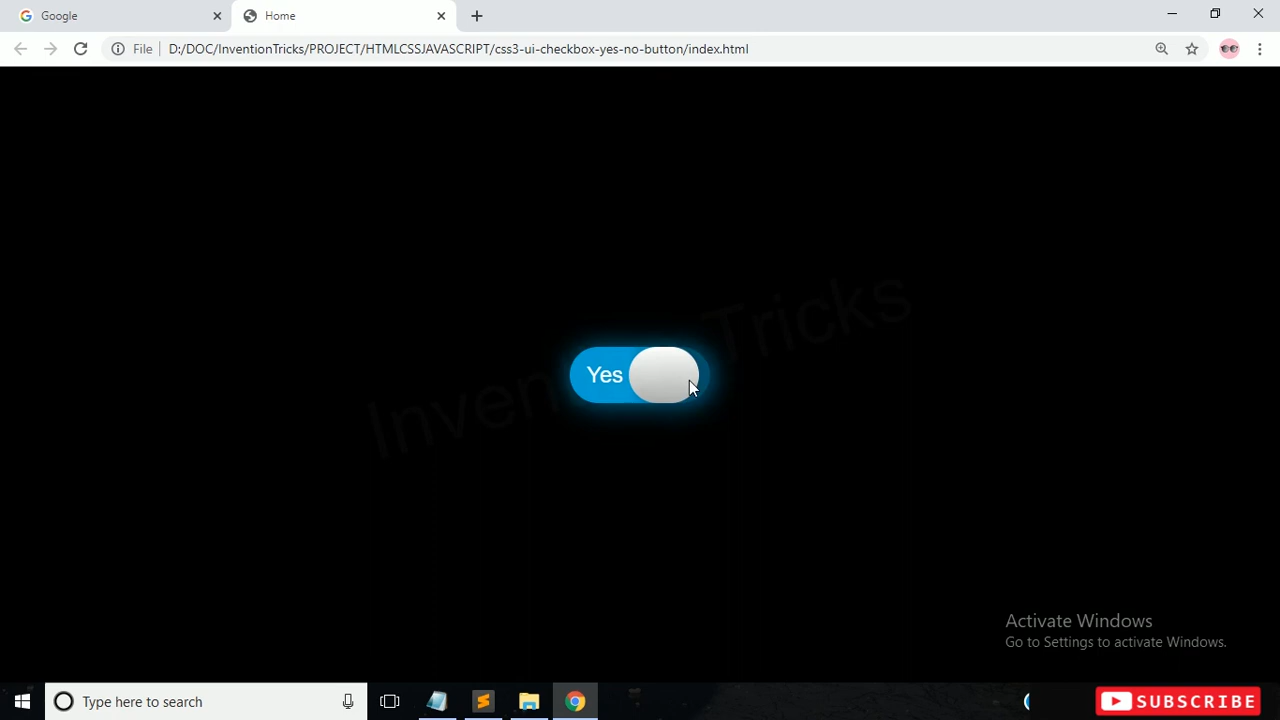 Google
Home
File
D:/DOC/InventionTricks/PROJECT/HTMLCSSJAVASCRIPT/css3-ui-checkbox-yes-no-button/index.html
InventionTricks
Yes
Activate Windows
Go to Settings to activate Windows.
Type here to search
SUBSCRIBE